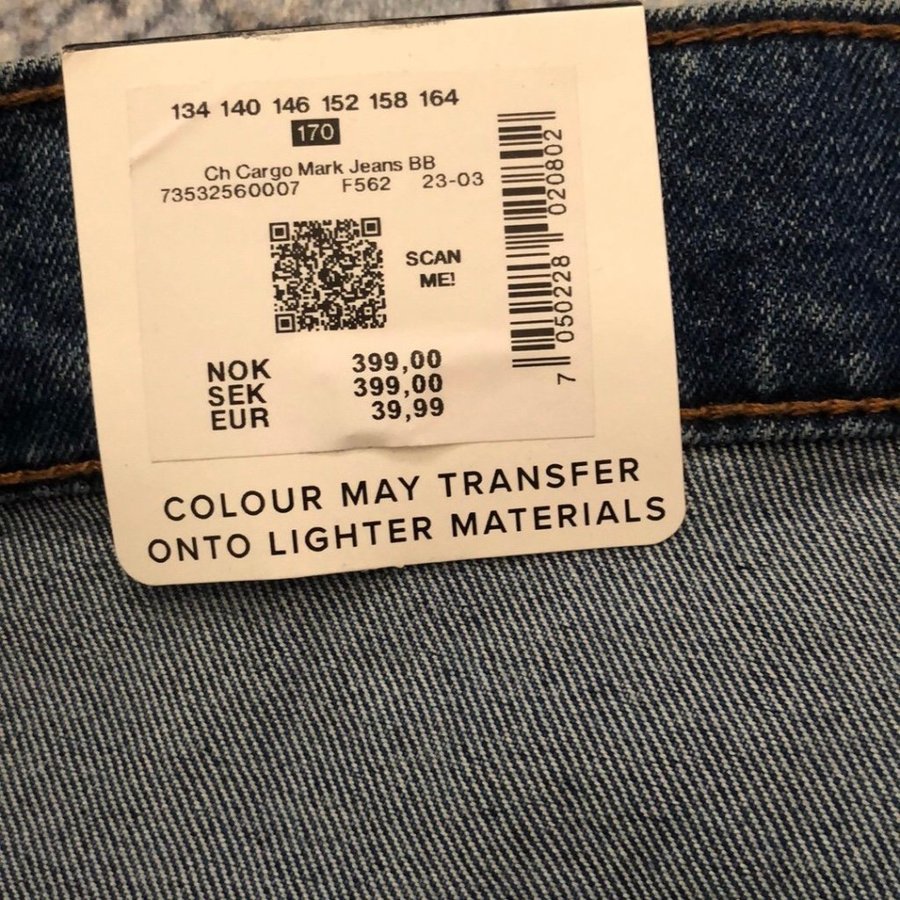 134 140 146 152 158 164
170
Ch Cargo Mark Jeans BB
73532560007 F562 23-03
SCAN
ME!
NOK 399,00
SEK 399,00
EUR 39,99
7 050228 020802
COLOUR MAY TRANSFER
ONTO LIGHTER MATERIALS